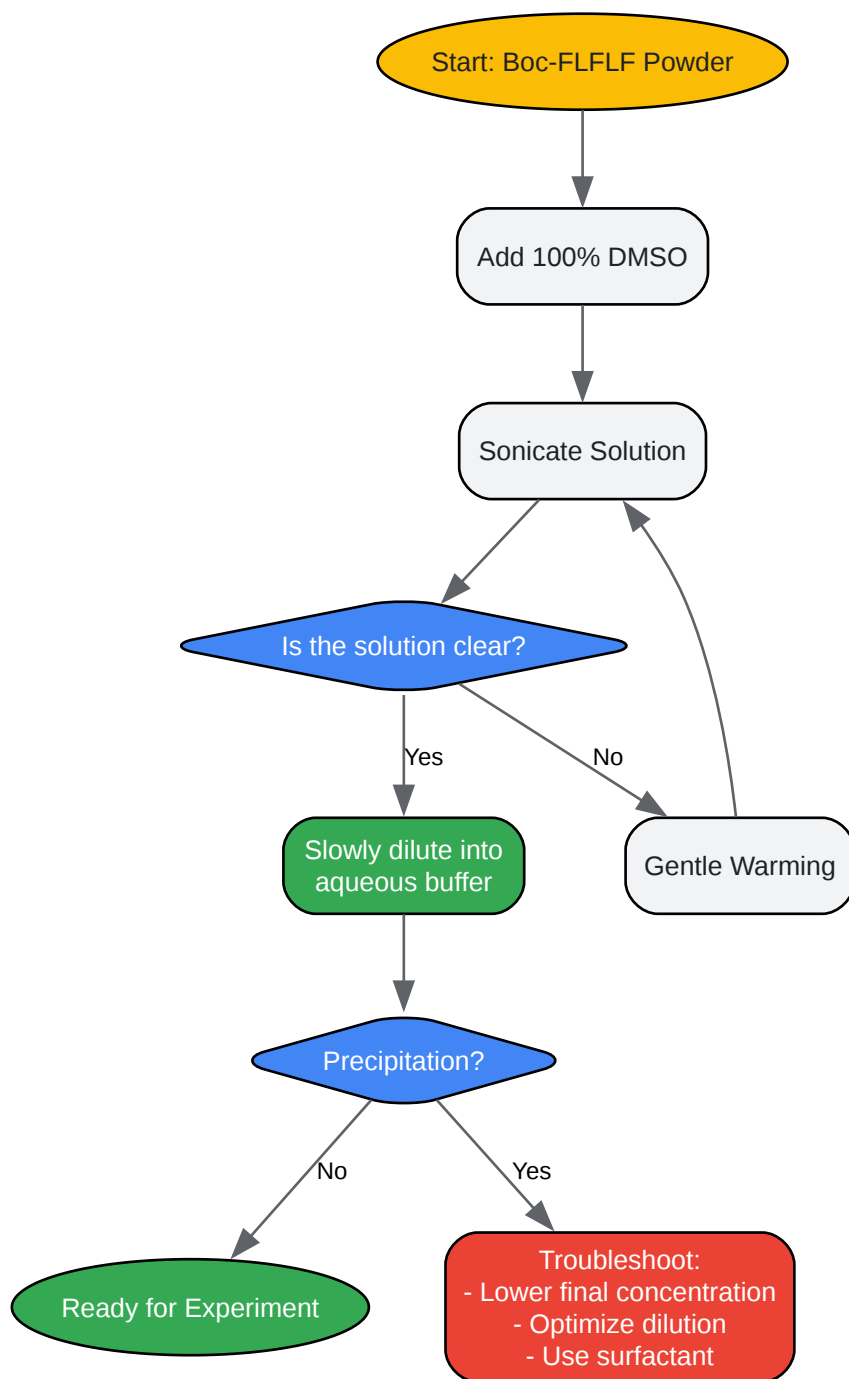 Start: Boc-FLFLF Powder
Add 100% DMSO
Sonicate Solution
Is the solution clear?
Yes
No
Slowly dilute into
aqueous buffer
Gentle Warming
Precipitation?
No
Yes
Ready for Experiment
Troubleshoot:
- Lower final concentration
- Optimize dilution
- Use surfactant